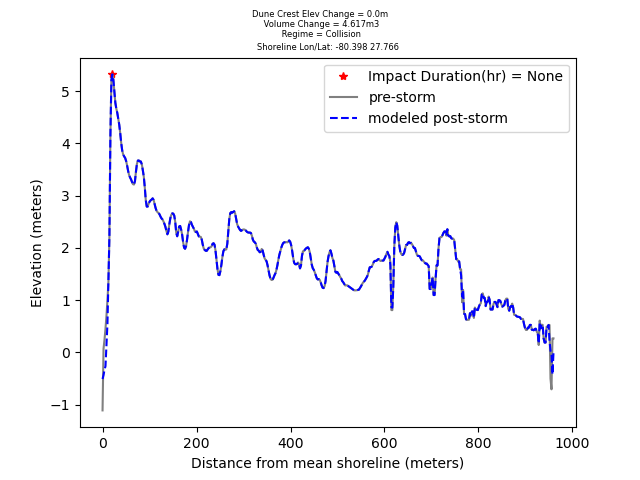 Dune Crest Elev Change = 0.0m
Volume Change = 4.617m3
Regime = Collision
Shoreline Lon/Lat: -80.398 27.766
Impact Duration(hr) = None
pre-storm
modeled post-storm
Elevation (meters)
5
4
3
2
1
0
−1
0
200
400
600
800
1000
Distance from mean shoreline (meters)